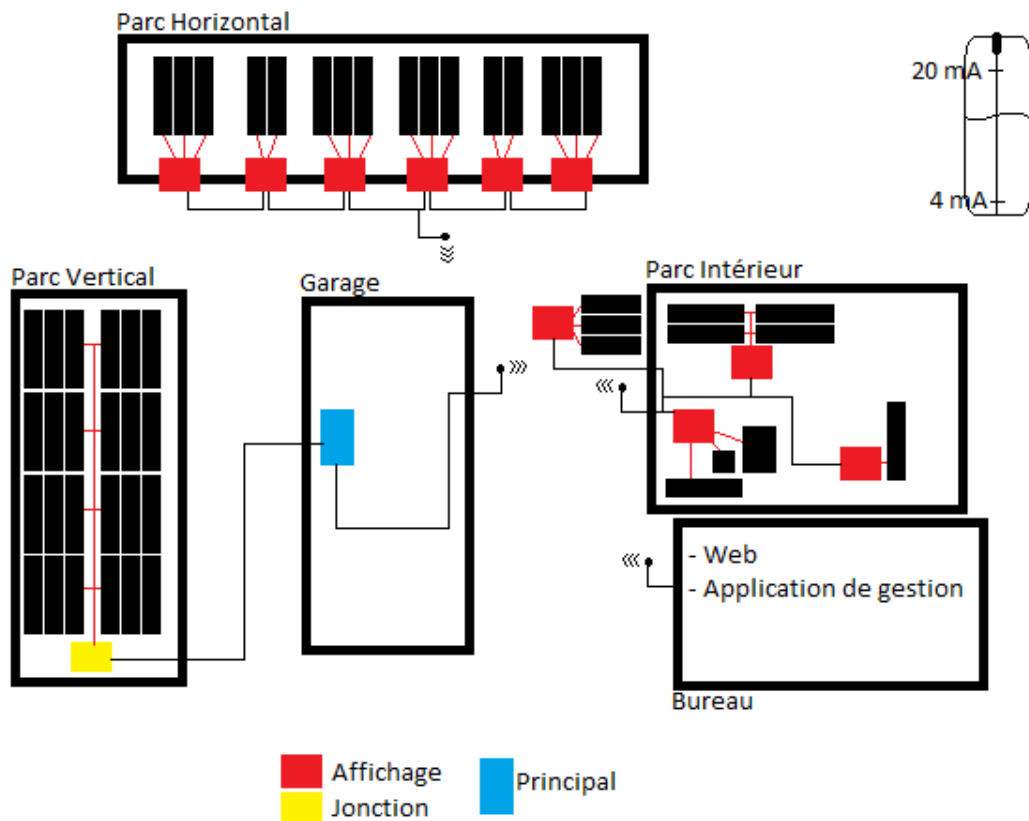 Parc Horizontal
20 mA
4 mA
Parc Vertical
Garage
Parc Intérieur
- Web
- Application de gestion
Bureau
Affichage
Jonction
Principal